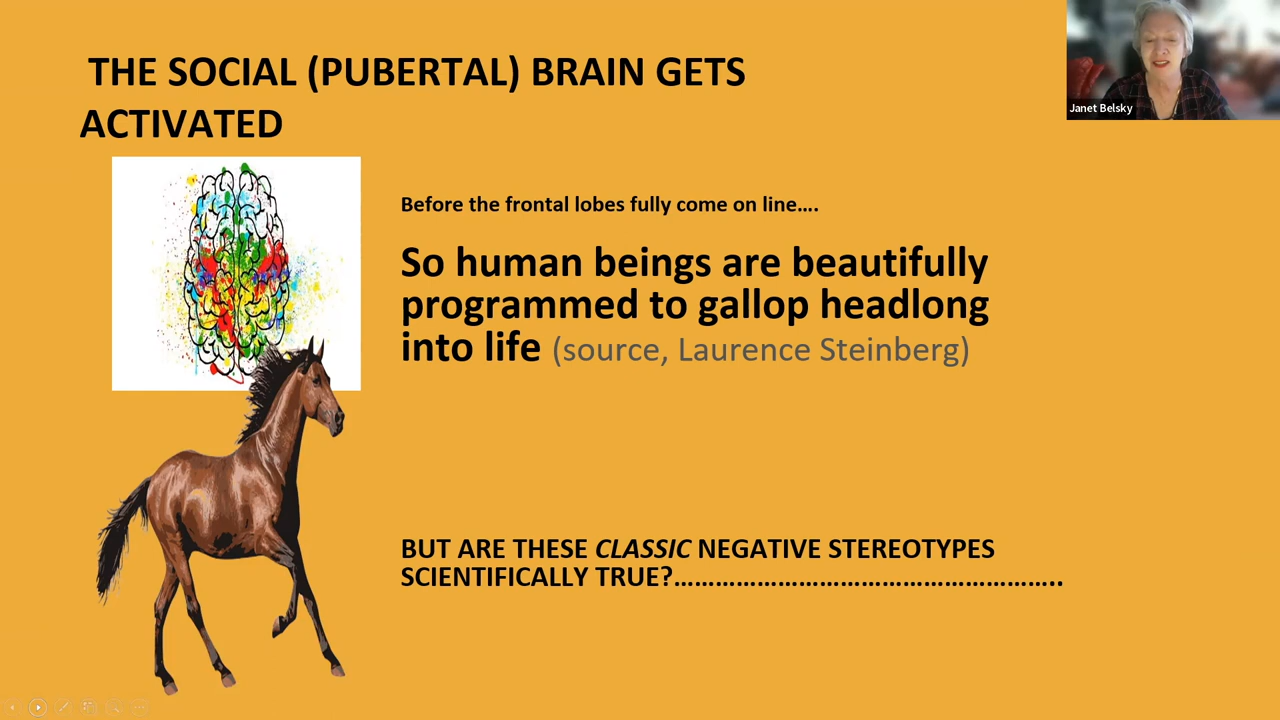 THE SOCIAL (PUBERTAL) BRAIN GETS
ACTIVATED
Janet Belsky
Before the frontal lobes fully come on line....
So human beings are beautifully
programmed to gallop headlong
into life (source, Laurence Steinberg)
BUT ARE THESE CLASSIC NEGATIVE STEREOTYPES
SCIENTIFICALLY TRUE?………………………………………………..